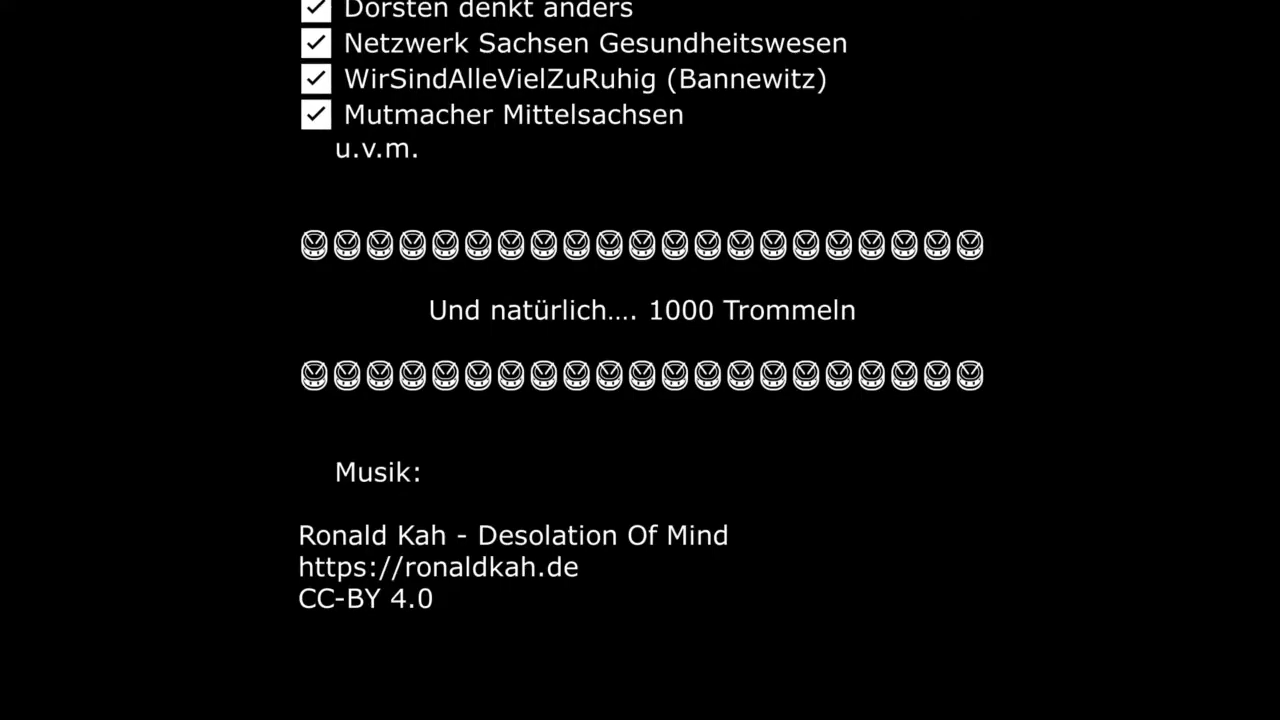 Dorsten denkt anders
Netzwerk Sachsen Gesundheitswesen
WirSindAlleVielZuRuhig (Bannewitz)
Mutmacher Mittelsachsen
u.v.m.
Und natürlich…. 1000 Trommeln
Musik:
Ronald Kah - Desolation Of Mind
https://ronaldkah.de
CC-BY 4.0